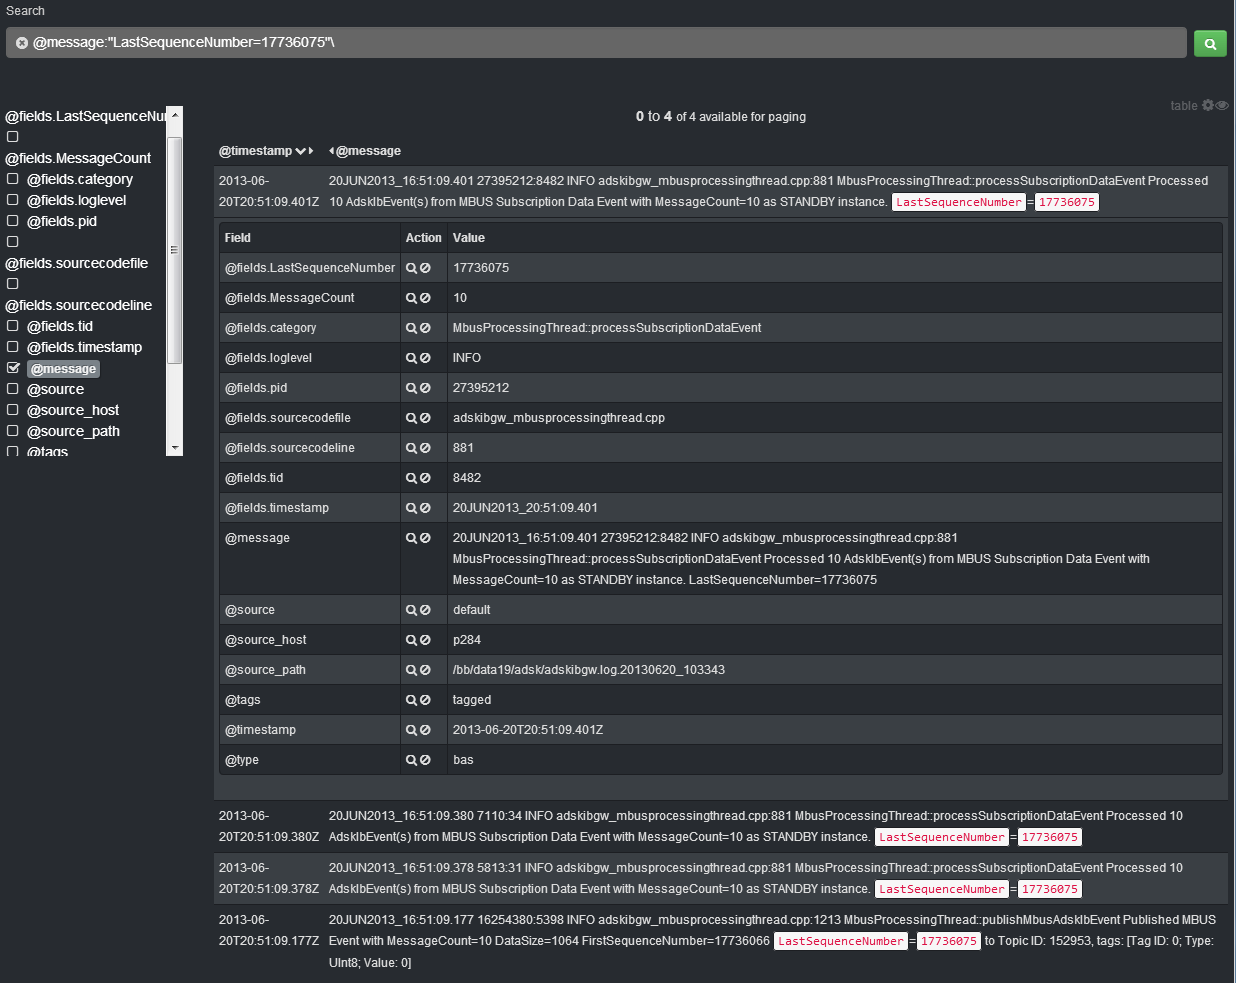 Search
@message:"LastSequenceNumber=17736075"\
table
0 to 4 of 4 available for paging
@fields.LastSequenceNu
@fields.MessageCount
@fields.category
@fields.loglevel
@fields.pid
@fields.sourcecodefile
@fields.sourcecodeline
@fields.tid
@fields.timestamp
@message
@source
@source_host
@source_path
@tags
@timestamp @message
2013-06- 20JUN2013_16:51:09.401 27395212:8482 INFO adskibgw_mbusprocessingthread.cpp:881 MbusProcessingThread::processSubscriptionDataEvent Processed
20T20:51:09.401Z 10 AdsklbEvent(s) from MBUS Subscription Data Event with MessageCount=10 as STANDBY instance. LastSequenceNumber=17736075
Field Action Value
@fields.LastSequenceNumber 17736075
@fields.MessageCount 10
@fields.category MbusProcessingThread::processSubscriptionDataEvent
@fields.loglevel INFO
@fields.pid 27395212
@fields.sourcecodefile adskibgw_mbusprocessingthread.cpp
@fields.sourcecodeline 881
@fields.tid 8482
@fields.timestamp 20JUN2013_20:51:09.401
@message 20JUN2013_16:51:09.401 27395212:8482 INFO adskibgw_mbusprocessingthread.cpp:881
MbusProcessingThread::processSubscriptionDataEvent Processed 10 AdsklbEvent(s) from MBUS Subscription Data Event with
MessageCount=10 as STANDBY instance. LastSequenceNumber=17736075
@source default
@source_host p284
@source_path /bb/data19/adsk/adskibgw.log.20130620_103343
@tags tagged
@timestamp 2013-06-20T20:51:09.401Z
@type bas
2013-06- 20JUN2013_16:51:09.380 7110:34 INFO adskibgw_mbusprocessingthread.cpp:881 MbusProcessingThread::processSubscriptionDataEvent Processed 10
20T20:51:09.380Z AdsklbEvent(s) from MBUS Subscription Data Event with MessageCount=10 as STANDBY instance. LastSequenceNumber=17736075
2013-06- 20JUN2013_16:51:09.378 5813:31 INFO adskibgw_mbusprocessingthread.cpp:881 MbusProcessingThread::processSubscriptionDataEvent Processed 10
20T20:51:09.378Z AdsklbEvent(s) from MBUS Subscription Data Event with MessageCount=10 as STANDBY instance. LastSequenceNumber=17736075
2013-06- 20JUN2013_16:51:09.177 16254380:5398 INFO adskibgw_mbusprocessingthread.cpp:1213 MbusProcessingThread::publishMbusAdsklbEvent Published MBUS
20T20:51:09.177Z Event with MessageCount=10 DataSize=1064 FirstSequenceNumber=17736066 LastSequenceNumber=17736075 to Topic ID: 152953, tags: [Tag ID: 0; Type:
UInt8; Value: 0]